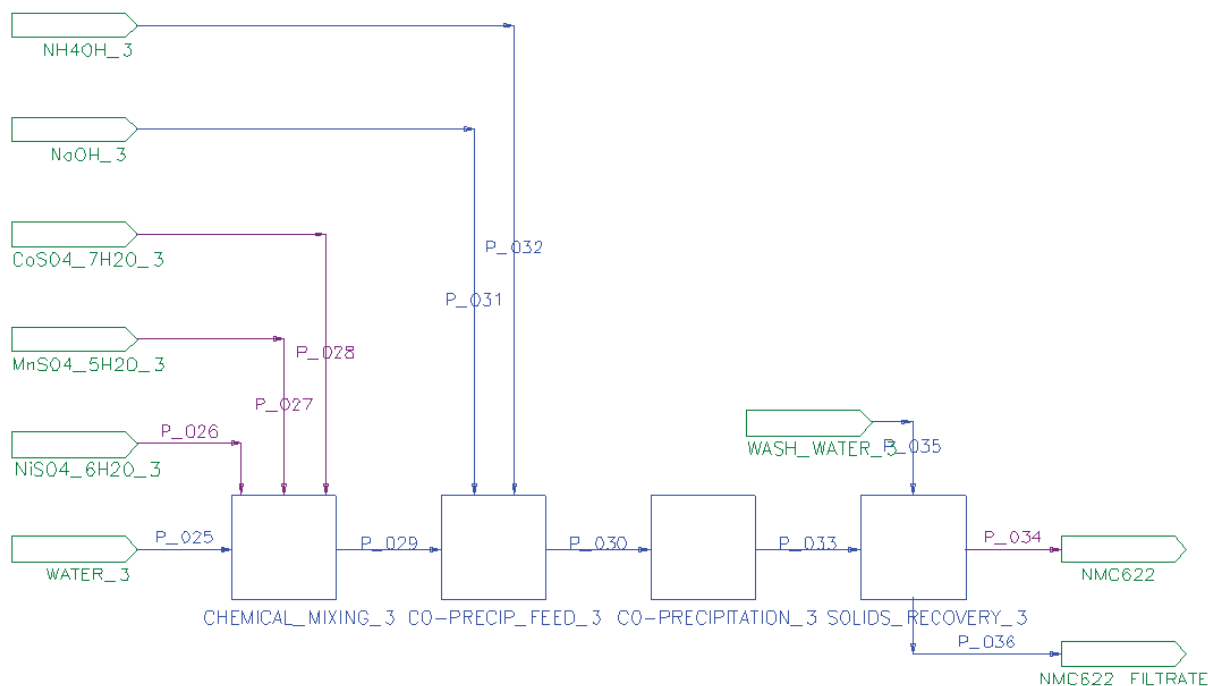 NH4OH_3
NaOH_3
P_032
CoSO4_7H2O_3
P_031
P_028
MnSO4_5H2O_3
P_027
P_026
WASH_WATER_3
P_035
NiSO4_6H2O_3
P_025
P_029
P_030
P_033
P_034
WATER_3
NMC622
CHEMICAL_MIXING_3
CO-PRECIP_FEED_3
CO-PRECIPITATION_3
SOLIDS_RECOVERY_3
P_036
NMC622 FILTRATE